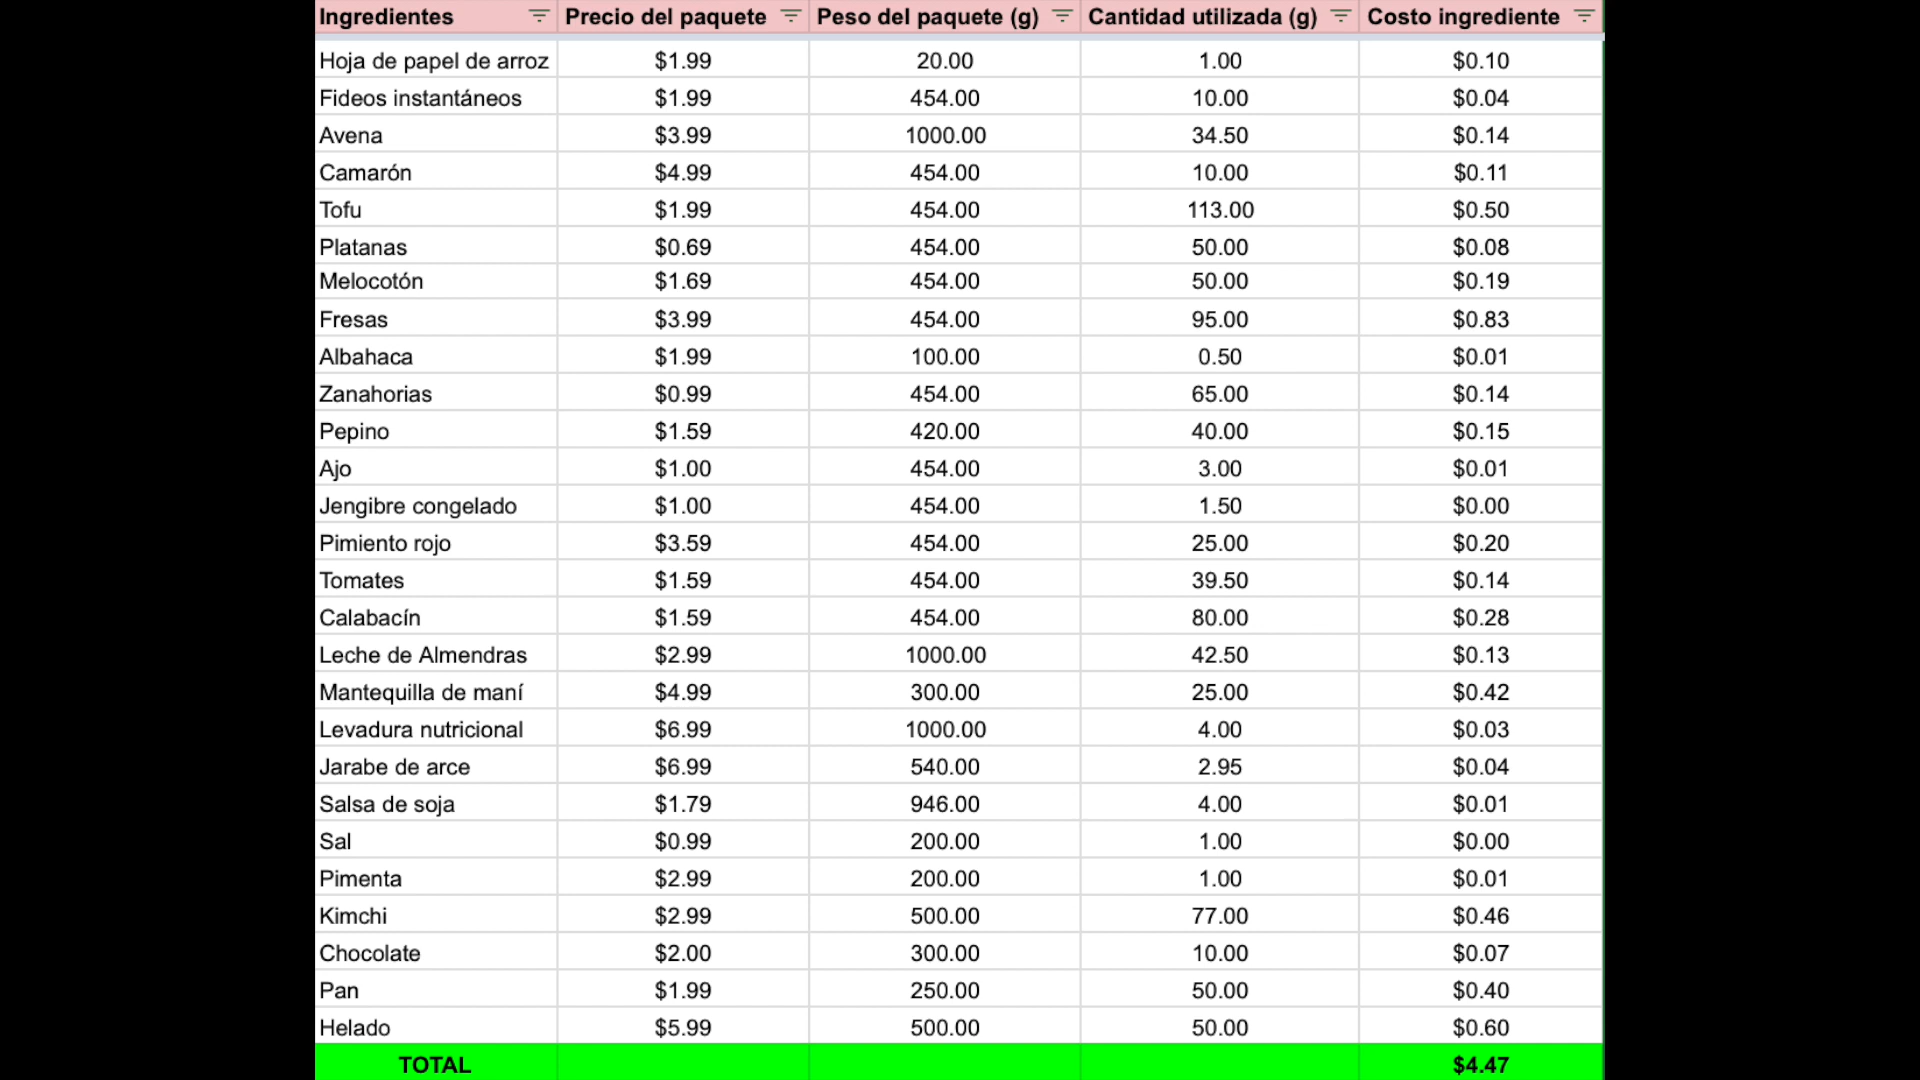 Ingredientes Precio del paquete Peso del paquete (g) Cantidad utilizada (g) Costo ingrediente
Hoja de papel de arroz $1.99 20.00 1.00 $0.10
Fideos instantáneos $1.99 454.00 10.00 $0.04
Avena $3.99 1000.00 34.50 $0.14
Camarón $4.99 454.00 10.00 $0.11
Tofu $1.99 454.00 113.00 $0.50
Platanas $0.69 454.00 50.00 $0.08
Melocotón $1.69 454.00 50.00 $0.19
Fresas $3.99 454.00 95.00 $0.83
Albahaca $1.99 100.00 0.50 $0.01
Zanahorias $0.99 454.00 65.00 $0.14
Pepino $1.59 420.00 40.00 $0.15
Ajo $1.00 454.00 3.00 $0.01
Jengibre congelado $1.00 454.00 1.50 $0.00
Pimiento rojo $3.59 454.00 25.00 $0.20
Tomates $1.59 454.00 39.50 $0.14
Calabacín $1.59 454.00 80.00 $0.28
Leche de Almendras $2.99 1000.00 42.50 $0.13
Mantequilla de maní $4.99 300.00 25.00 $0.42
Levadura nutricional $6.99 1000.00 4.00 $0.03
Jarabe de arce $6.99 540.00 2.95 $0.04
Salsa de soja $1.79 946.00 4.00 $0.01
Sal $0.99 200.00 1.00 $0.00
Pimenta $2.99 200.00 1.00 $0.01
Kimchi $2.99 500.00 77.00 $0.46
Chocolate $2.00 300.00 10.00 $0.07
Pan $1.99 250.00 50.00 $0.40
Helado $5.99 500.00 50.00 $0.60
TOTAL $4.47